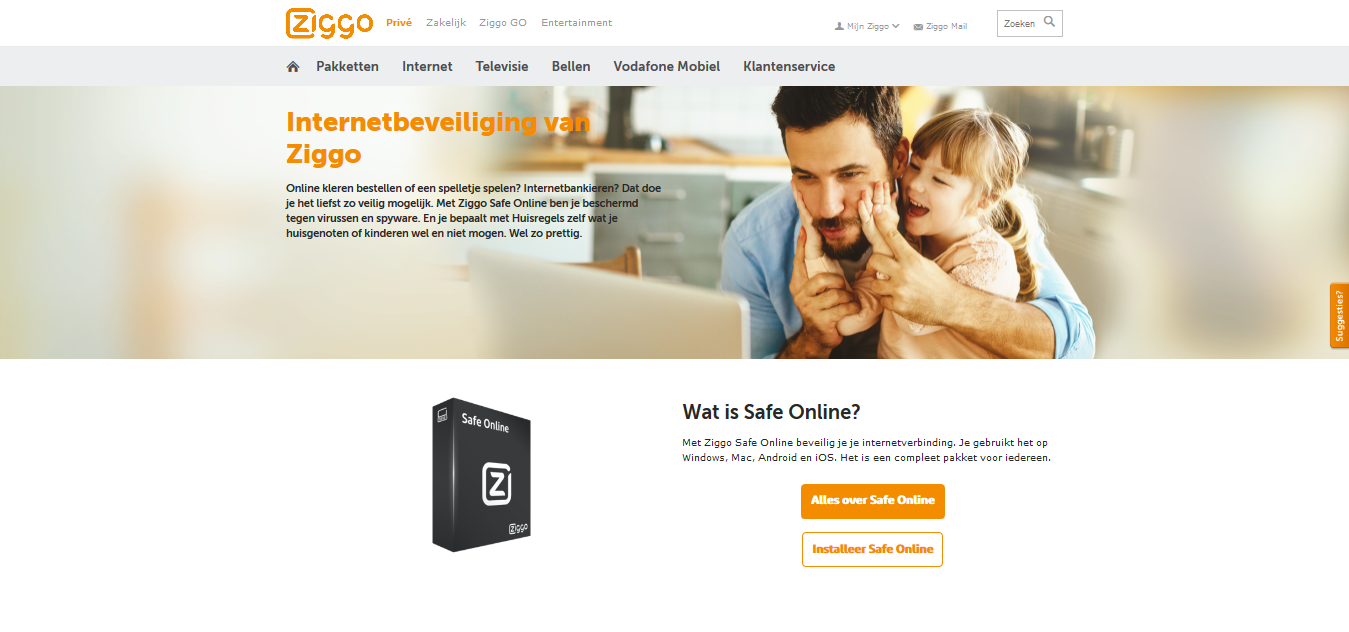 Ziggo Privé Zakelijk Ziggo GO Entertainment
Mijn Ziggo Ziggo Mail Zoeken
Pakketten Internet Televisie Bellen Vodafone Mobiel Klantenservice
Internetbeveiliging van
Ziggo
Online kleren bestellen of een spelletje spelen? Internetbankieren? Dat doe
je het liefst zo veilig mogelijk. Met Ziggo Safe Online ben je beschermd
tegen virussen en spyware. En je bepaalt met Huisregels zelf wat je
huisgenoten of kinderen wel en niet mogen. Wel zo prettig.
Suggesties?
Safe Online
Z
Ziggo
Wat is Safe Online?
Met Ziggo Safe Online beveilig je je internetverbinding. Je gebruikt het op
Windows, Mac, Android en iOS. Het is een compleet pakket voor iedereen.
Alles over Safe Online
Installeer Safe Online